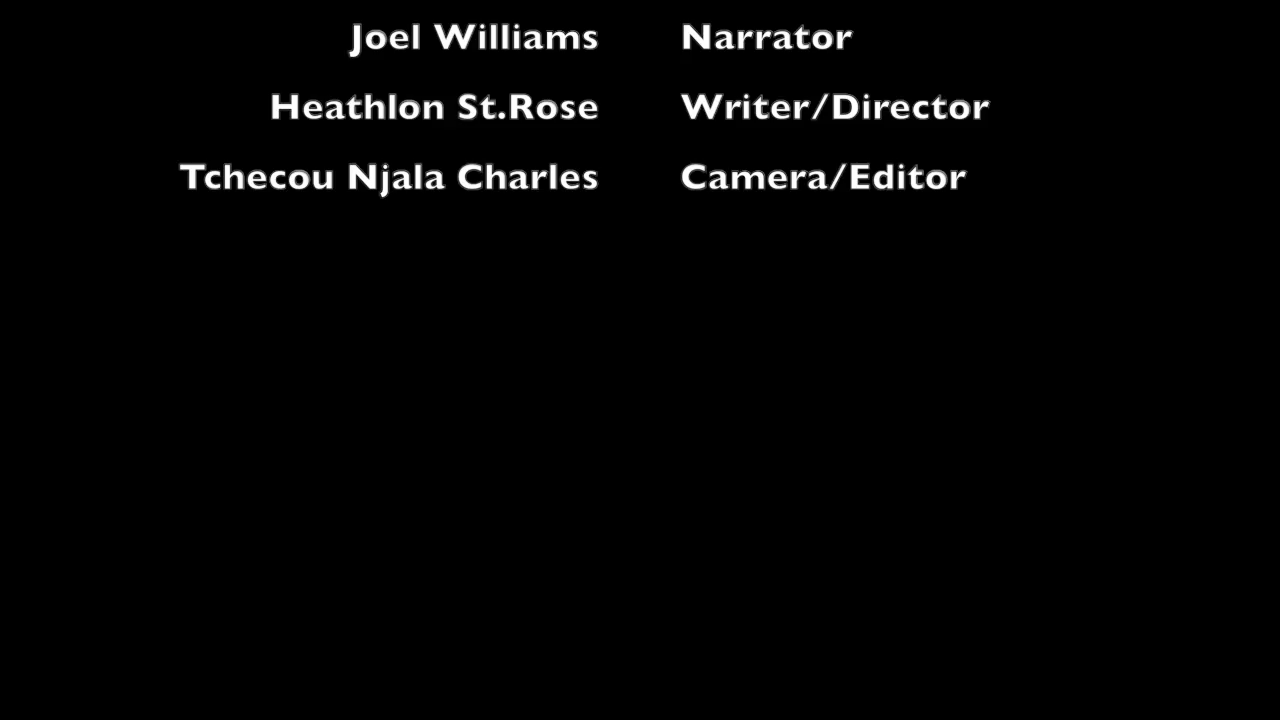 Joel Williams Narrator
Heathlon St.Rose Writer/Director
Tchecou Njala Charles Camera/Editor